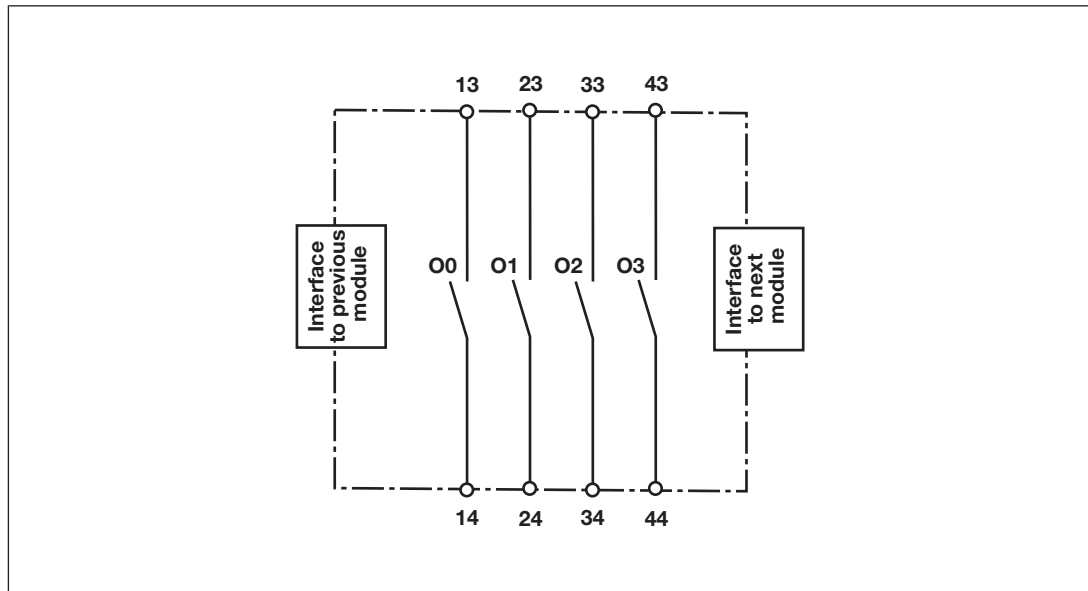 13 23 33 43
Interface
to previous
module
O0 O1 O2 O3
Interface
to next
module
14 24 34 44